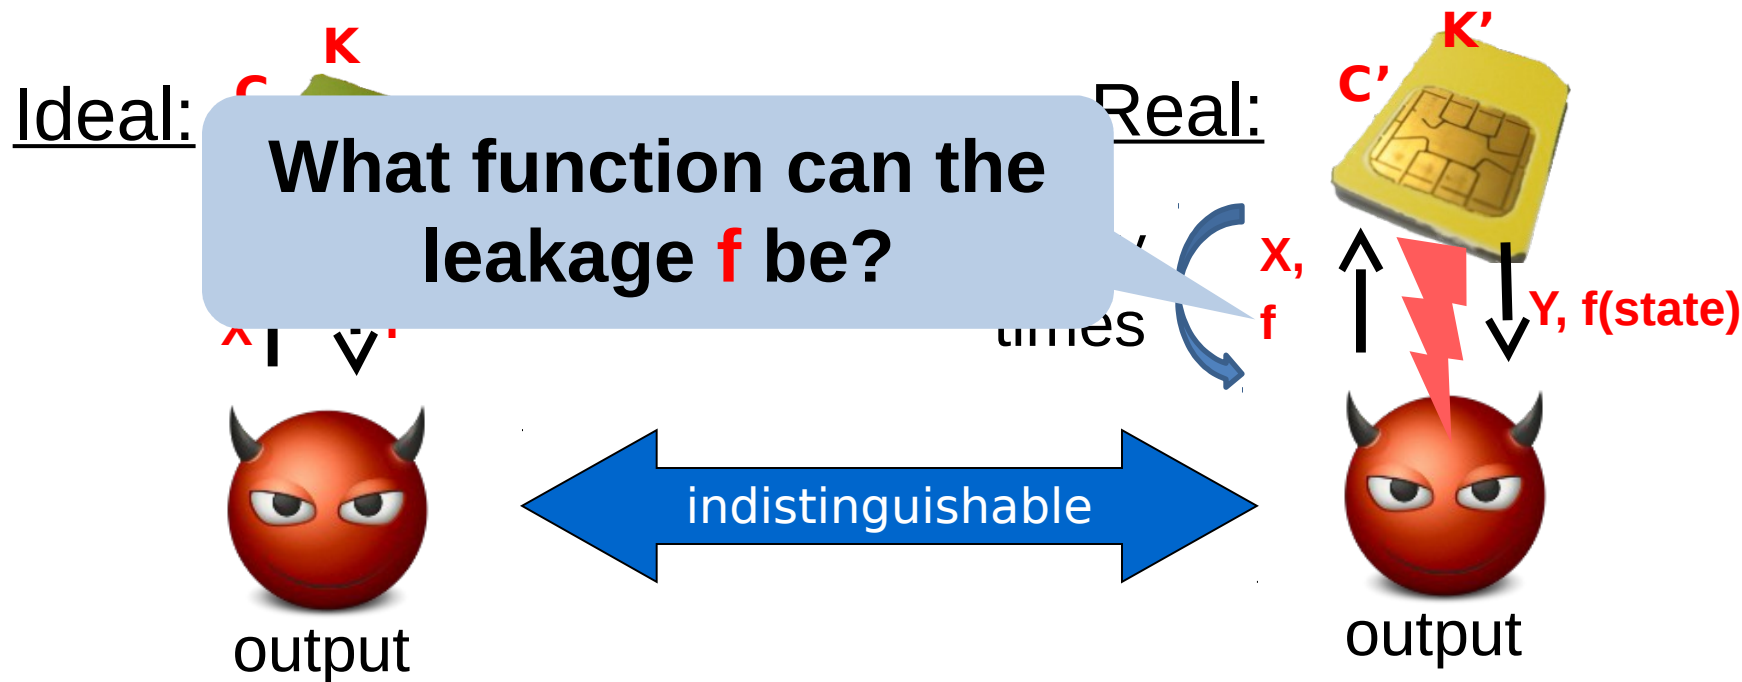 K
K’
C
C’
Ideal:
Real:
What function can the
leakage f be?
X,
f
Y, f(state)
X
times
indistinguishable
output
output